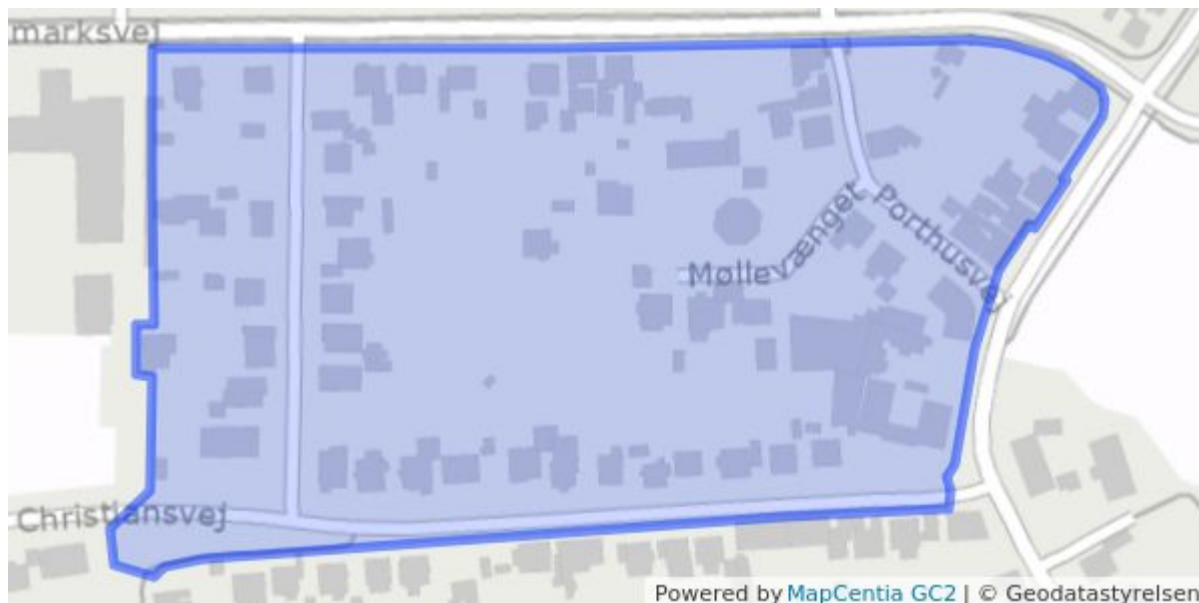 marksvej
Møllevænget
Porthusvej
Christiansvej
Powered by MapCentia GC2 | © Geodatastyrelsen